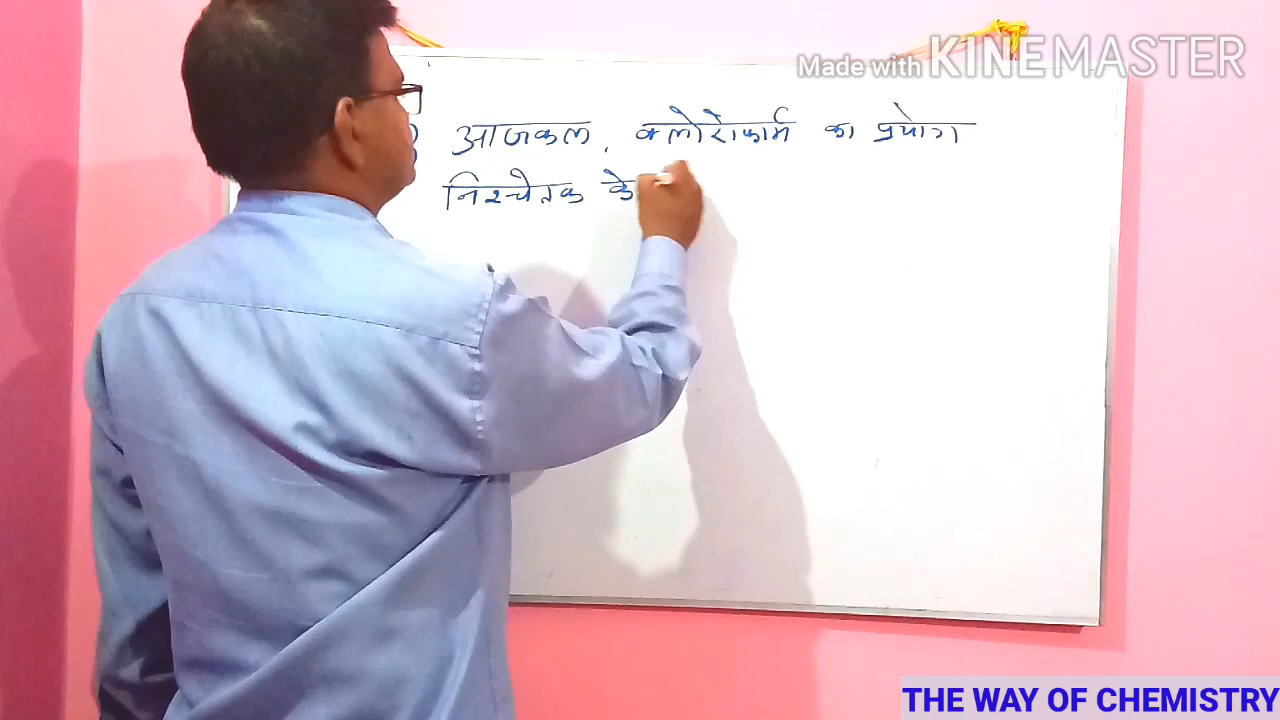 Made with KINEMASTER
आजकल, क्लोरोफार्म का प्रयोग
निश्चेतक के
THE WAY OF CHEMISTRY